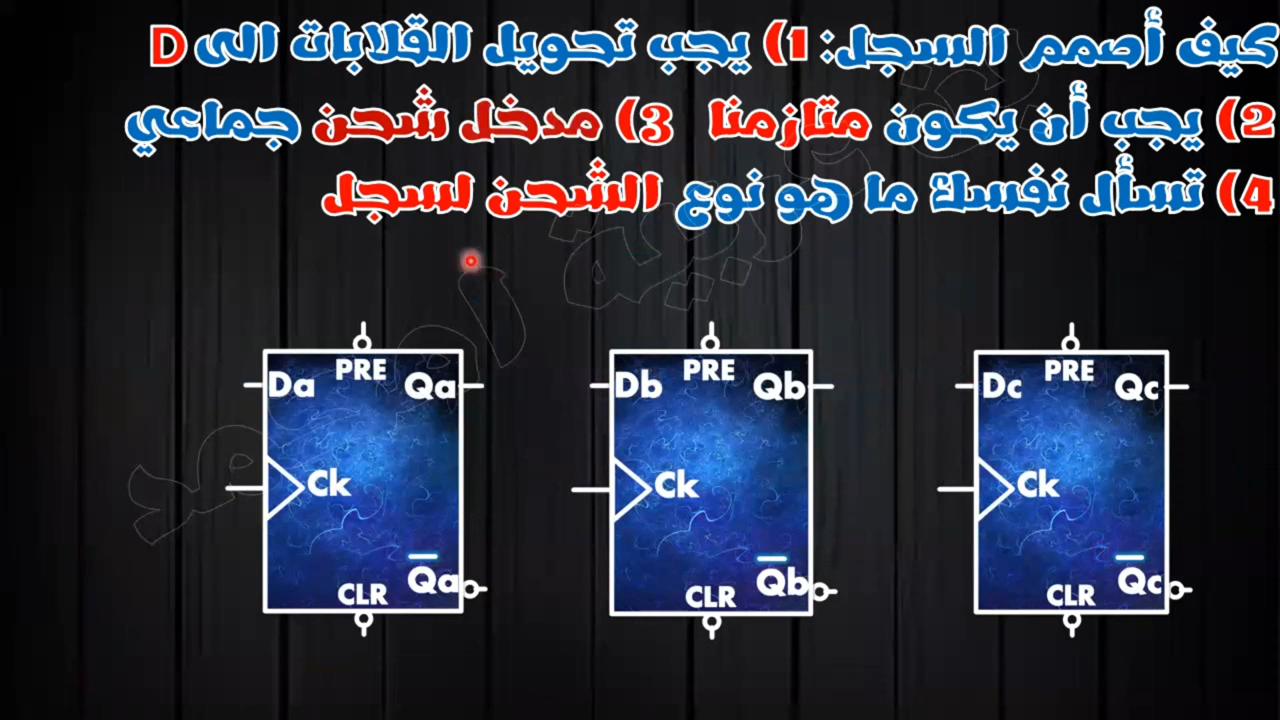 كيف أصمم السجل: 1) يجب تحويل القلابات الى D
2) يجب أن يكون متازمنا 3) مدخل شحن جماعي
4) تسأل نفسك ما هو نوع الشحن لسجل
PRE
Da Qa
Ck
Qa
CLR
PRE
Db Qb
Ck
Qb
CLR
PRE
Dc Qc
Ck
Qc
CLR